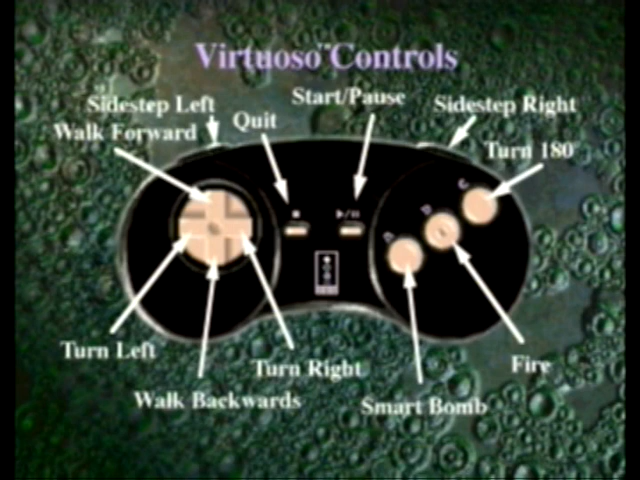 Virtuoso™ Controls
Start/Pause
Sidestep Left
Sidestep Right
Quit
Walk Forward
Turn 180
C
B
A
Turn Left
Turn Right
Fire
Walk Backwards
Smart Bomb